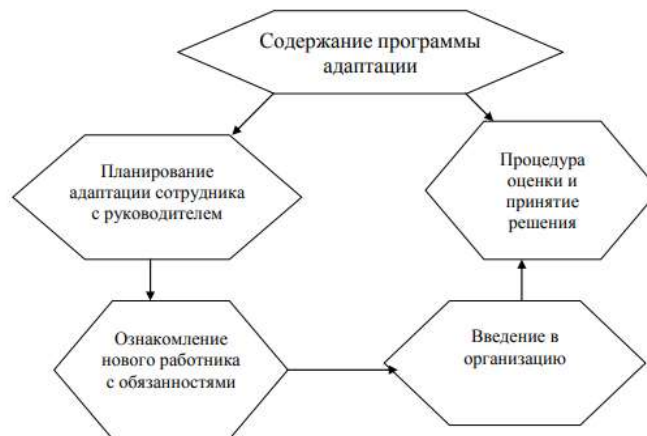 Содержание программы
адаптации
Планирование
адаптации сотрудника
с руководителем
Процедура
оценки и
принятие
решения
Ознакомление
нового работника
с обязанностями
Введение в
организацию